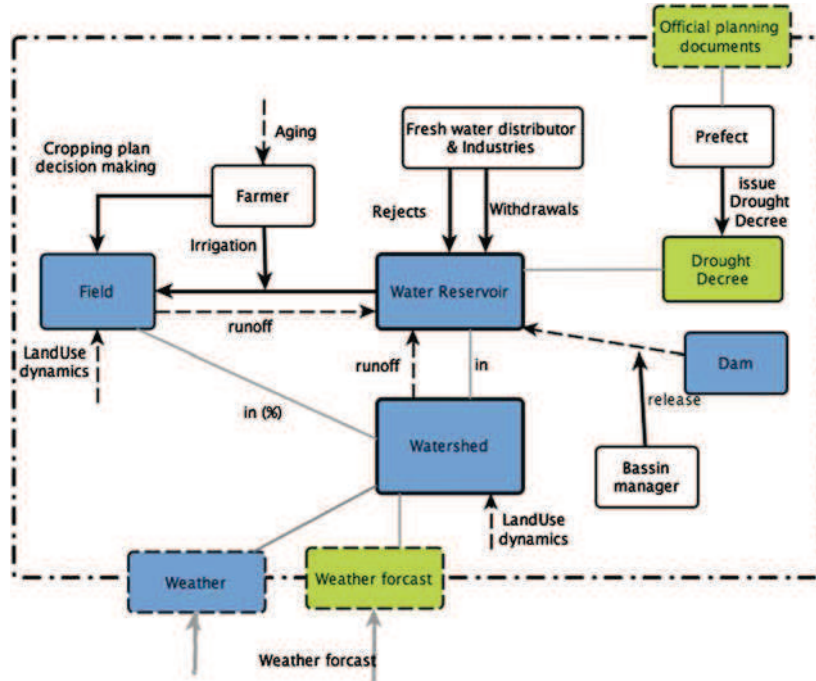 Official planning
documents
Aging
Cropping plan
decision making
Fresh water distributor
& Industries
Prefect
Farmer
issue
Drought
Decree
Rejects
Withdrawals
Irrigation
Field
Water Reservoir
Drought
Decree
runoff
LandUse
dynamics
runoff
in
Dam
release
in (%)
Watershed
Bassin
manager
LandUse
dynamics
Weather
Weather forcast
Weather forcast